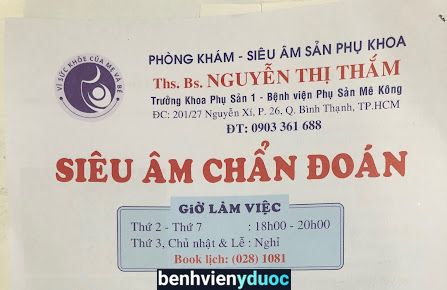 VÌ SỨC KHỎE CỦA MẸ VÀ BÉ
PHÒNG KHÁM - SIÊU ÂM SẢN PHỤ KHOA
Ths. Bs. NGUYỄN THỊ THẮM
Trưởng Khoa Phụ Sản 1 - Bệnh viện Phụ Sản Mê Kông
ĐC: 201/27 Nguyễn Xí, P. 26, Q. Bình Thạnh, TP.HCM
ĐT: 0903 361 688
SIÊU ÂM CHẨN ĐOÁN
GIỜ LÀM VIỆC
Thứ 2 - Thứ 7 : 18h00 - 20h00
Thứ 3, Chủ nhật & Lễ : Nghỉ
Book lịch: (028) 1081
benhvienyduoc